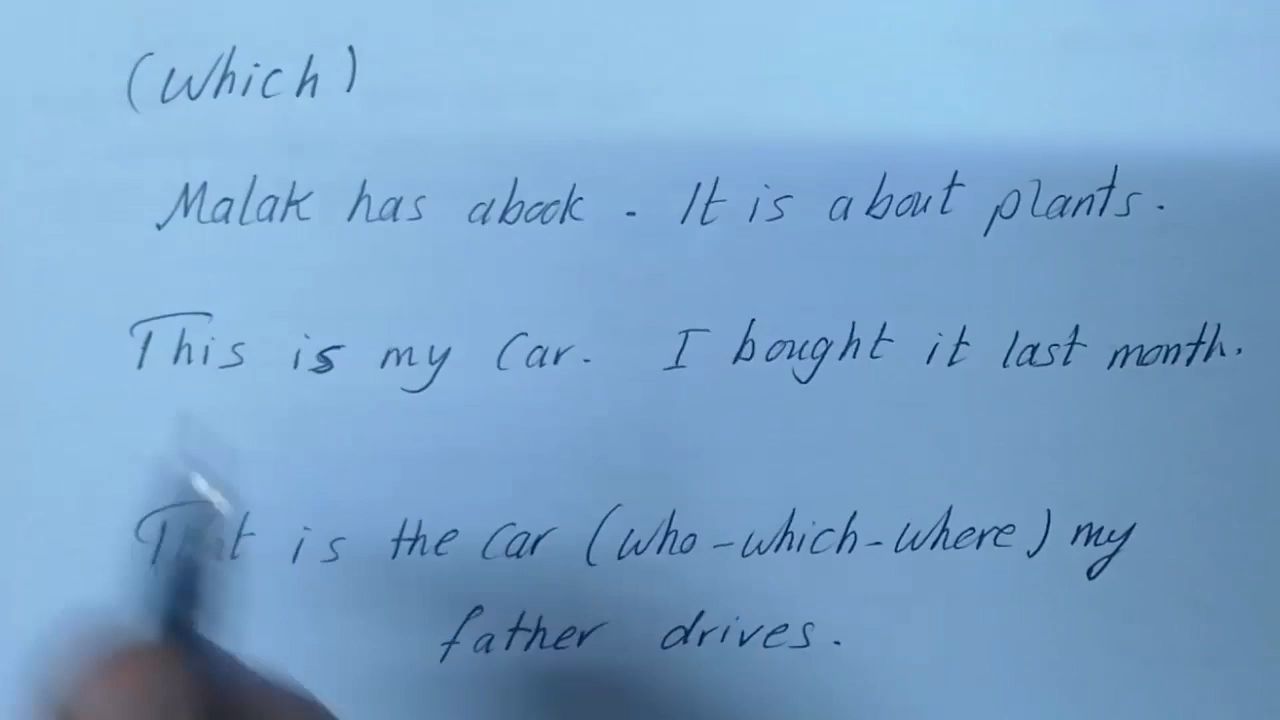 (Which)
Malak has abook. It is about plants.
This is my Car. I bought it last month.
That is the Car (who-which-where) my
father drives.